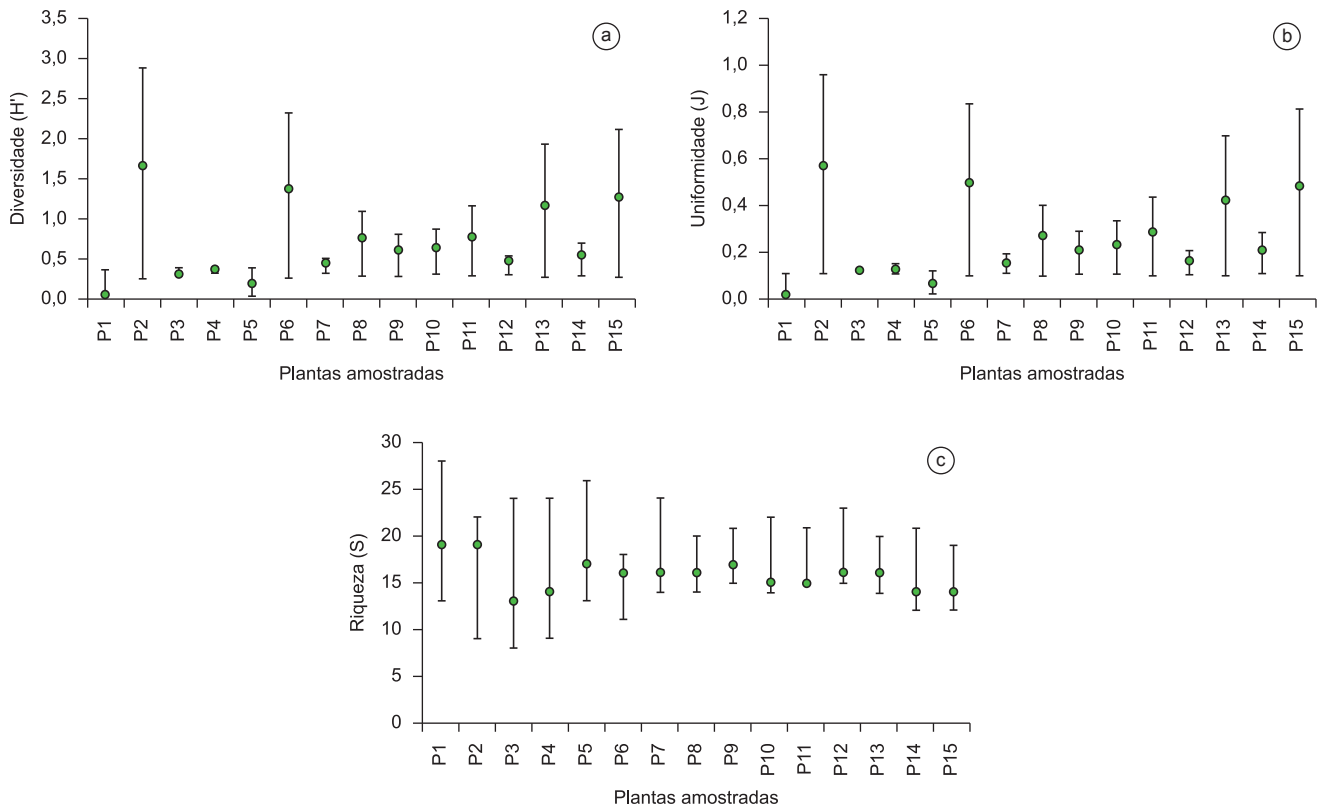 a
Diversidade (H')
3,5
3,0
2,5
2,0
1,5
1,0
0,5
0,0
P1 P2 P3 P4 P5 P6 P7 P8 P9 P10 P11 P12 P13 P14 P15
Plantas amostradas
b
Uniformidade (J)
1,2
1,0
0,8
0,6
0,4
0,2
0,0
P1 P2 P3 P4 P5 P6 P7 P8 P9 P10 P11 P12 P13 P14 P15
Plantas amostradas
c
Riqueza (S)
30
25
20
15
10
5
0
P1 P2 P3 P4 P5 P6 P7 P8 P9 P10 P11 P12 P13 P14 P15
Plantas amostradas